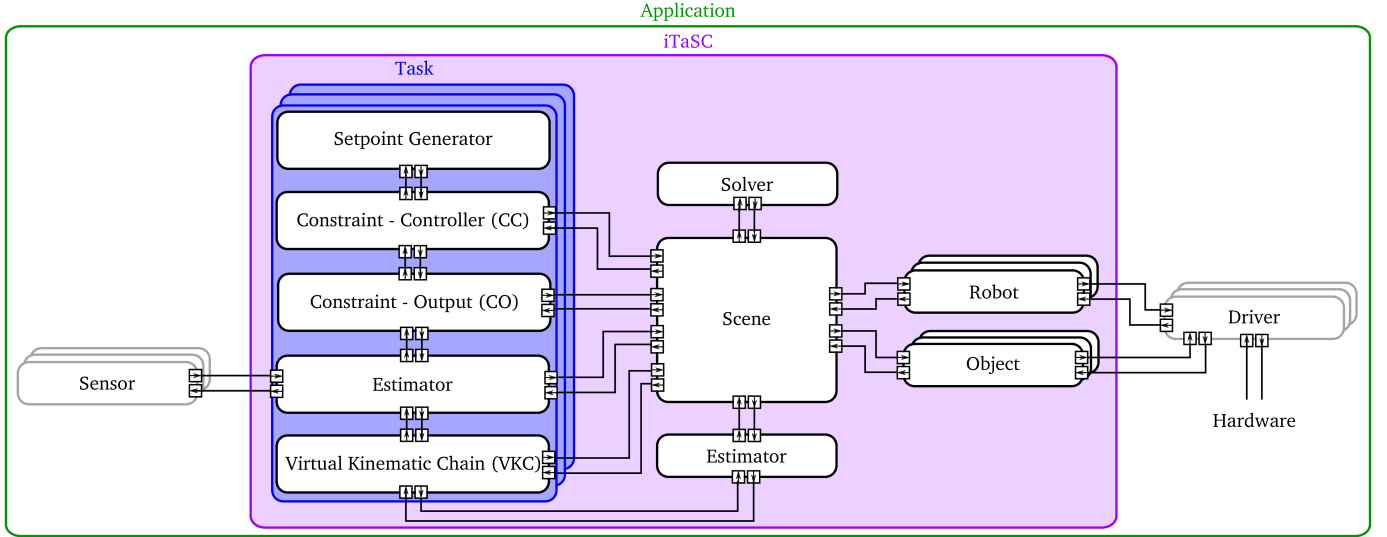 Application
iTaSC
Task
Setpoint Generator
Constraint - Controller (CC)
Constraint - Output (CO)
Estimator
Virtual Kinematic Chain (VKC)
Sensor
Solver
Scene
Estimator
Robot
Object
Driver
Hardware